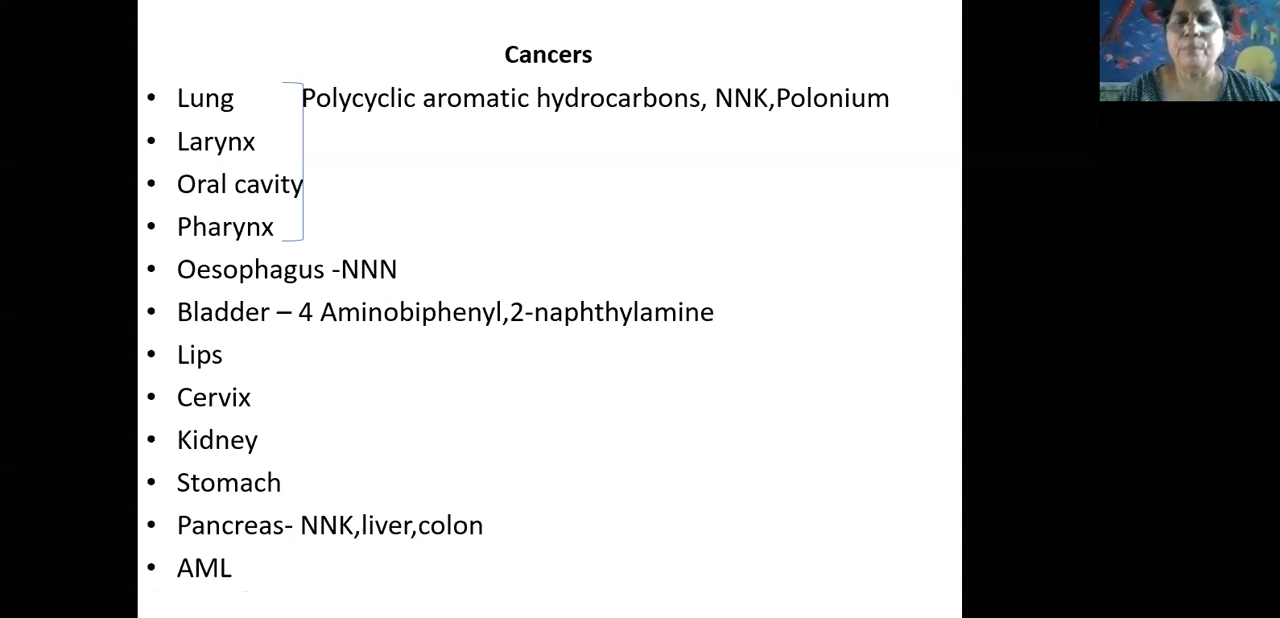 Cancers
• Lung Polycyclic aromatic hydrocarbons, NNK,Polonium
• Larynx
• Oral cavity
• Pharynx
• Oesophagus -NNN
• Bladder – 4 Aminobiphenyl,2-naphthylamine
• Lips
• Cervix
• Kidney
• Stomach
• Pancreas- NNK,liver,colon
• AML